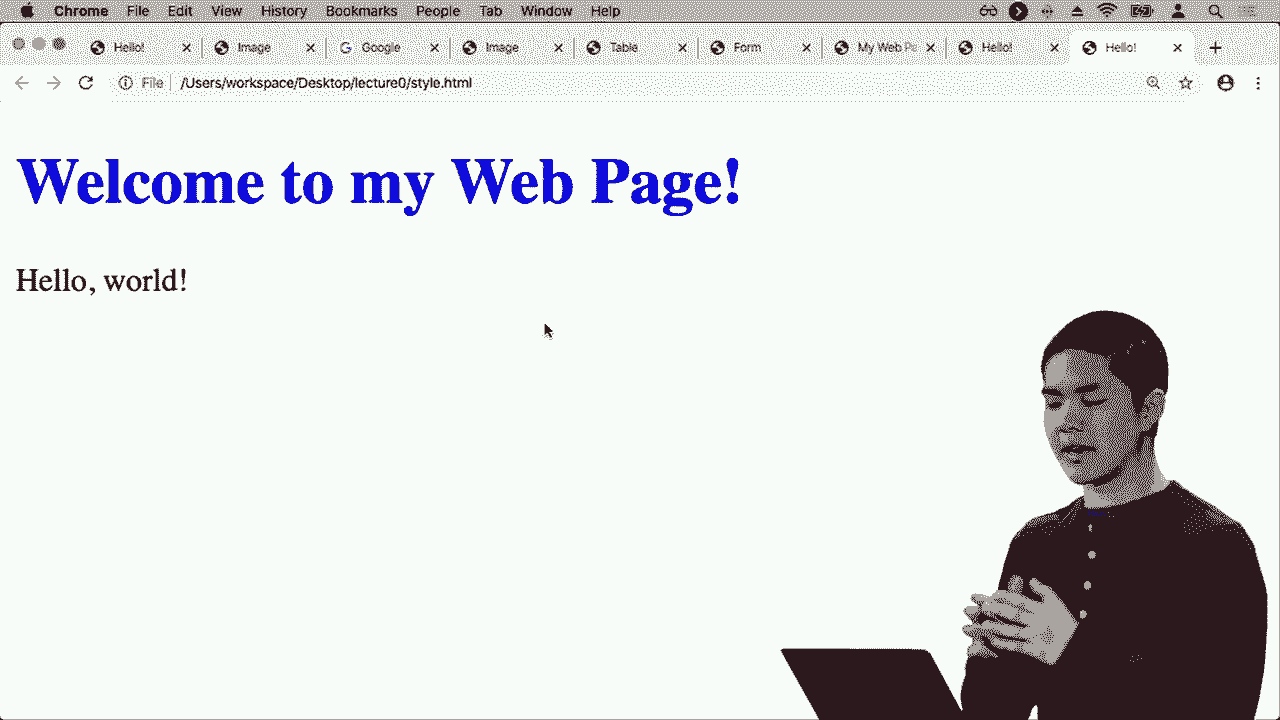 Chrome File Edit View History Bookmarks People Tab Window Help
Hello! Image Google Image Table Form My Web Hello! Hello!
File /Users/workspace/Desktop/lecture0/style.html
Welcome to my Web Page!
Hello, world!